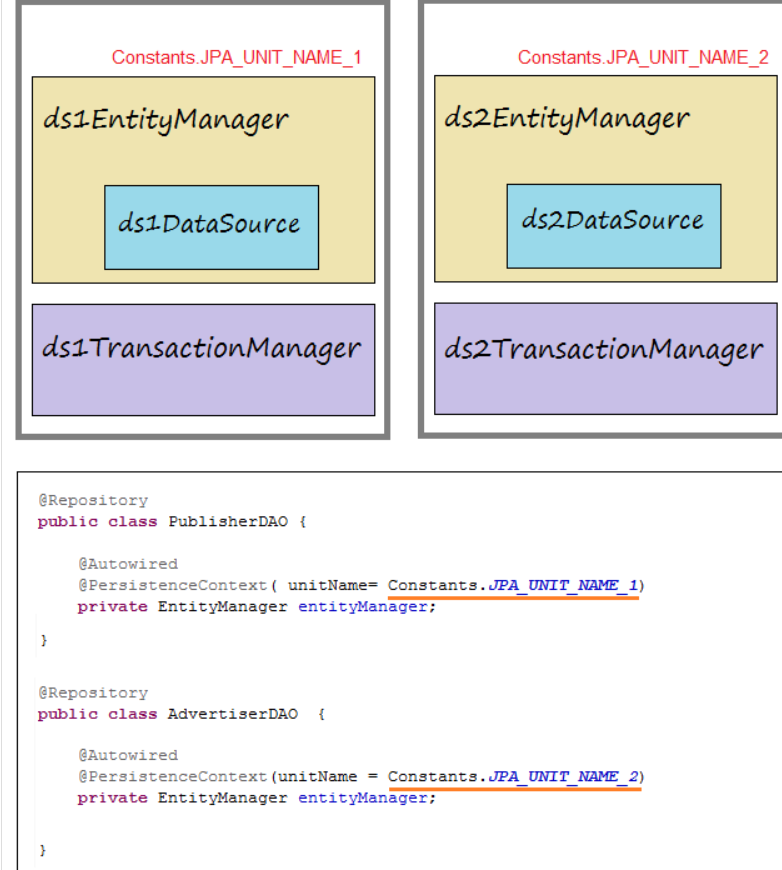 Constants.JPA_UNIT_NAME_1
ds1EntityManager
ds1DataSource
ds1TransactionManager
Constants.JPA_UNIT_NAME_2
ds2EntityManager
ds2DataSource
ds2TransactionManager
@Repository
public class PublisherDAO {
@Autowired
@PersistenceContext( unitName= Constants.JPA_UNIT_NAME_1)
private EntityManager entityManager;
}
@Repository
public class AdvertiserDAO  {
@Autowired
@PersistenceContext(unitName = Constants.JPA_UNIT_NAME_2)
private EntityManager entityManager;
}